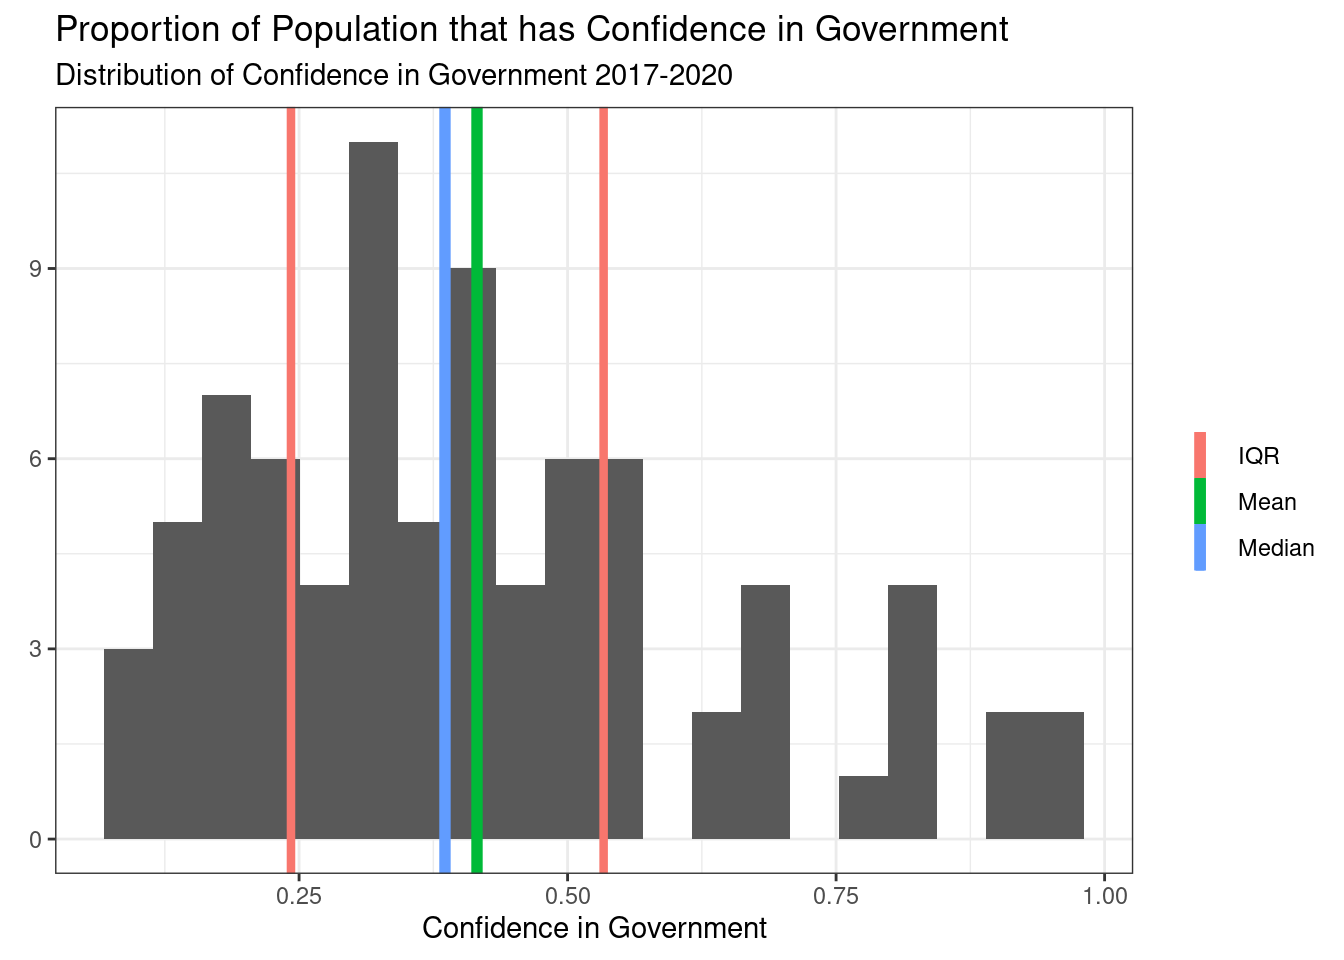 Proportion of Population that has Confidence in Government
Distribution of Confidence in Government 2017-2020
9
6
3
0
0.25 0.50 0.75 1.00
Confidence in Government
IQR
Mean
Median